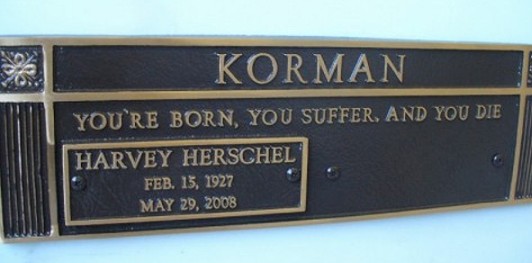 KORMAN
YOU'RE BORN, YOU SUFFER, AND YOU DIE
HARVEY HERSCHEL
FEB. 15, 1927
MAY 29, 2008